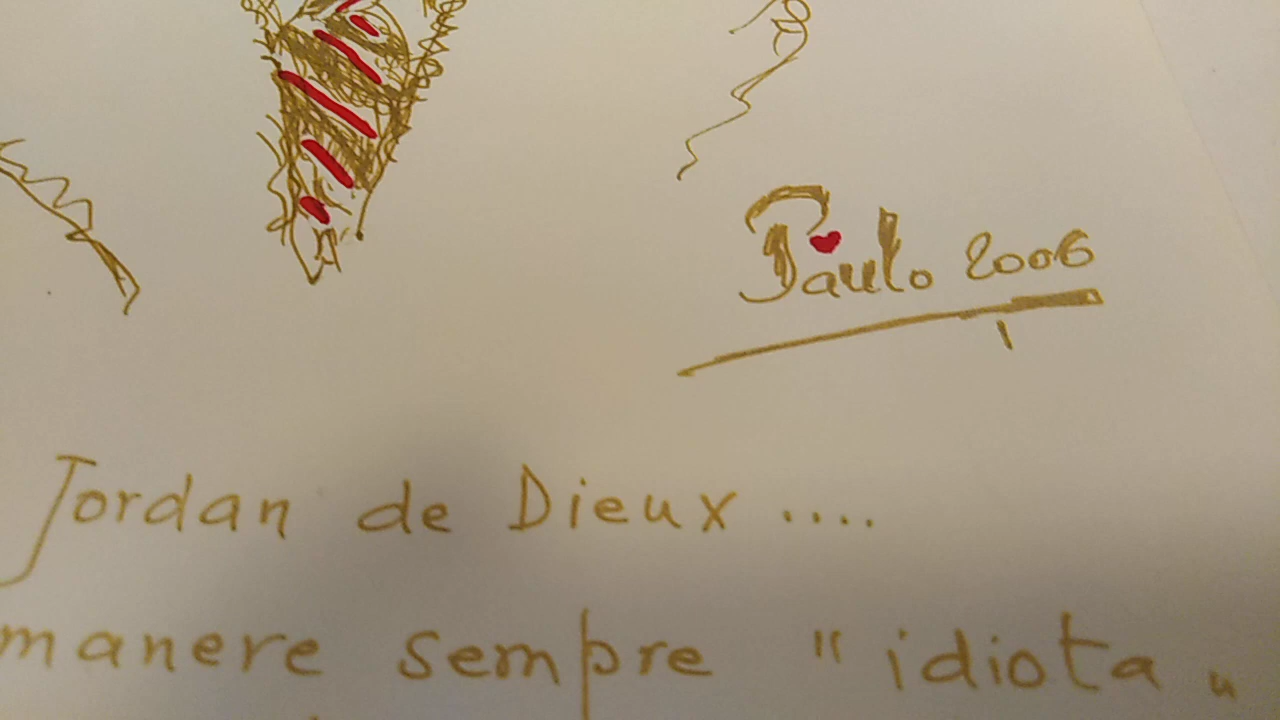 Paulo 2006
Jordan de Dieux ....
manere sempre "idiota"